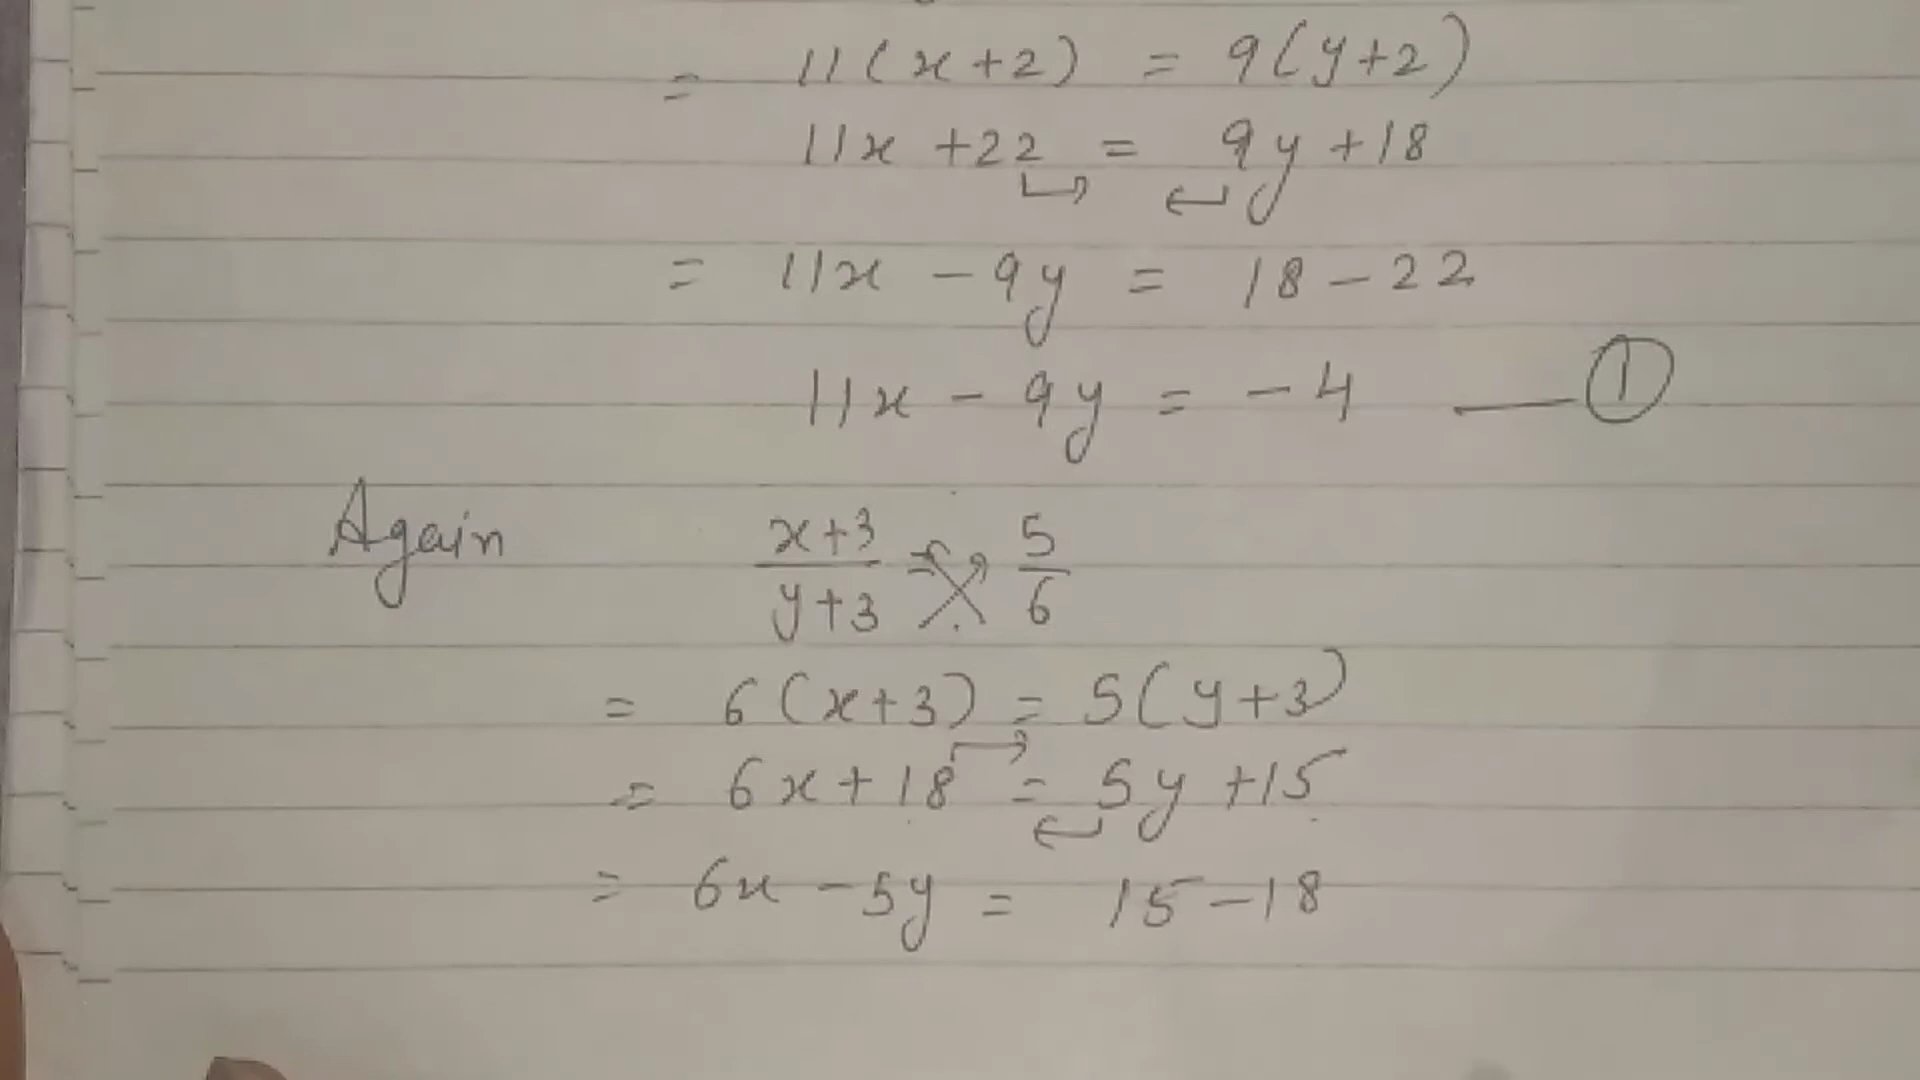 = 11(x+2) = 9(y+2)
11x +22 = 9y +18
= 11x - 9y = 18 - 22
11x - 9y = - 4 — ①
Again x+3/y+3 = 5/6
= 6(x+3) = 5(y+3)
= 6x + 18 = 5y +15
= 6x - 5y = 15 - 18